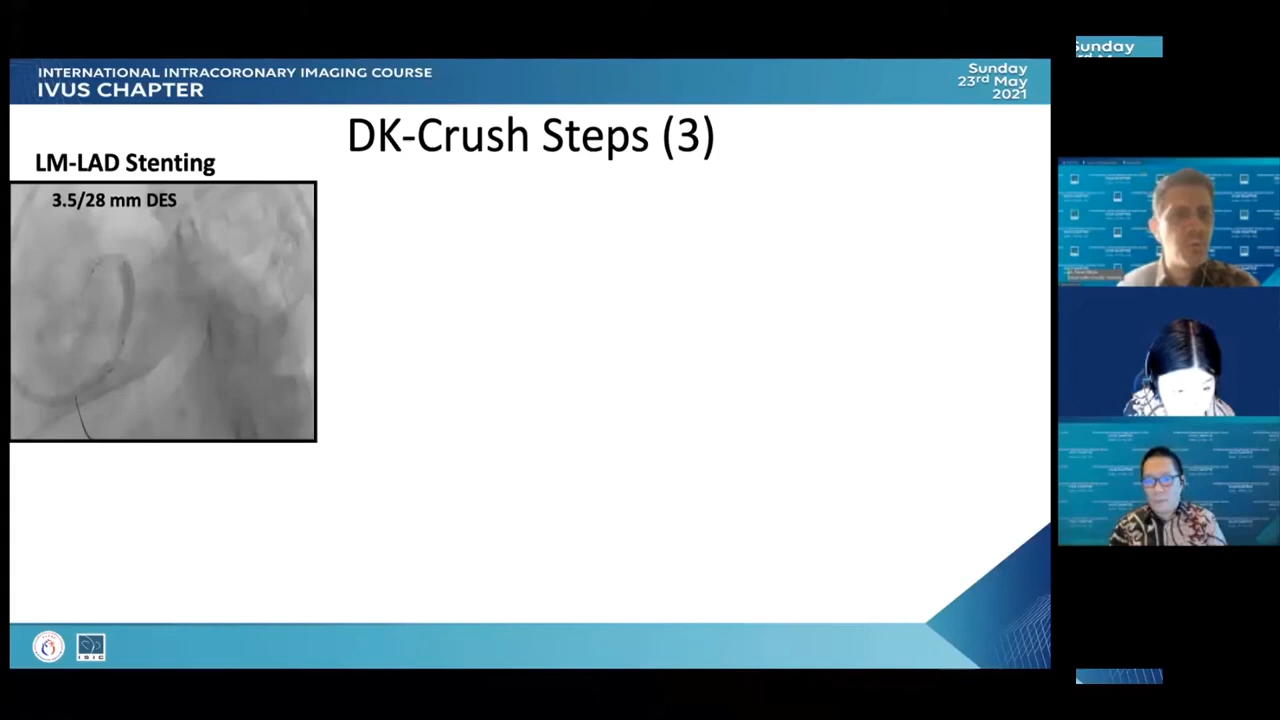 INTERNATIONAL INTRACORONARY IMAGING COURSE
IVUS CHAPTER
Sunday
23rd May
2021
DK-Crush Steps (3)
LM-LAD Stenting
3.5/28 mm DES
ISIC
Sunday